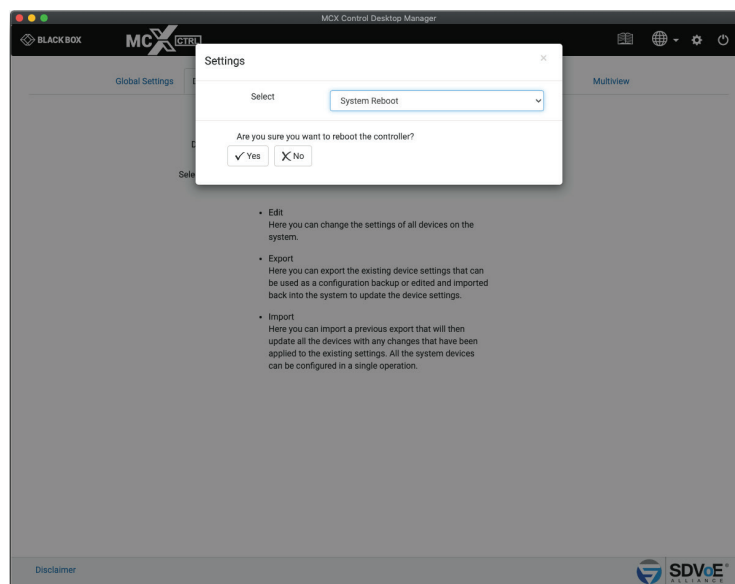 MCX Control Desktop Manager
BLACK BOX
MCX CTRL
Settings
×
Global Settings
Multiview
Select
System Reboot
Are you sure you want to reboot the controller?
Yes
No
Sele
• Edit
Here you can change the settings of all devices on the
system.
• Export
Here you can export the existing device settings that can
be used as a configuration backup or edited and imported
back into the system to update the device settings.
• Import
Here you can import a previous export that will then
update all the devices with any changes that have been
applied to the existing settings. All the system devices
can be configured in a single operation.
Disclaimer
SDVoE
ALLIANCE